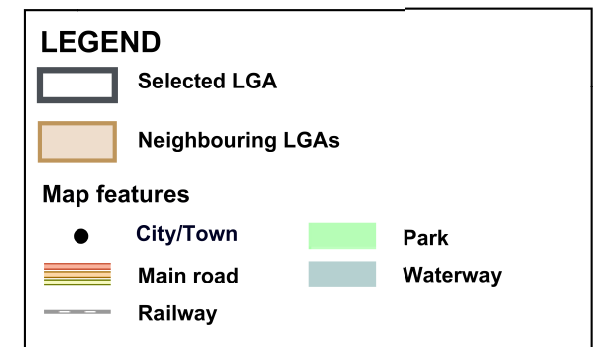 LEGEND
Selected LGA
Neighbouring LGAs
Map features
City/Town
Main road
Railway
Park
Waterway